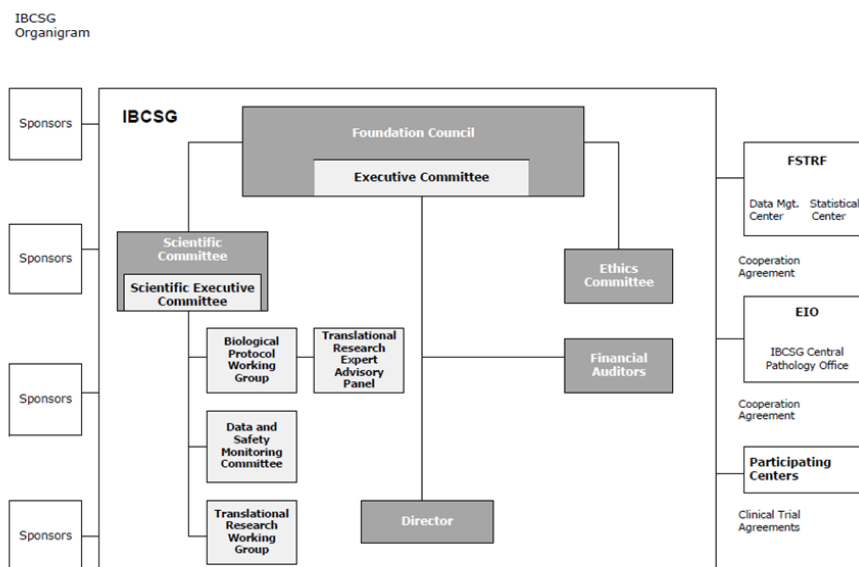 IBCSG
Organigram
IBCSG
Sponsors
Sponsors
Sponsors
Sponsors
Foundation Council
Executive Committee
Scientific
Committee
Scientific Executive
Committee
Ethics
Committee
Biological
Protocol
Working
Group
Translational
Research
Expert
Advisory
Panel
Financial
Auditors
Data and
Safety
Monitoring
Committee
Translational
Research
Working
Group
Director
FSTRF
Data Mgt. Statistical
Center Center
Cooperation
Agreement
EIO
IBCSG Central
Pathology Office
Cooperation
Agreement
Participating
Centers
Clinical Trial
Agreements